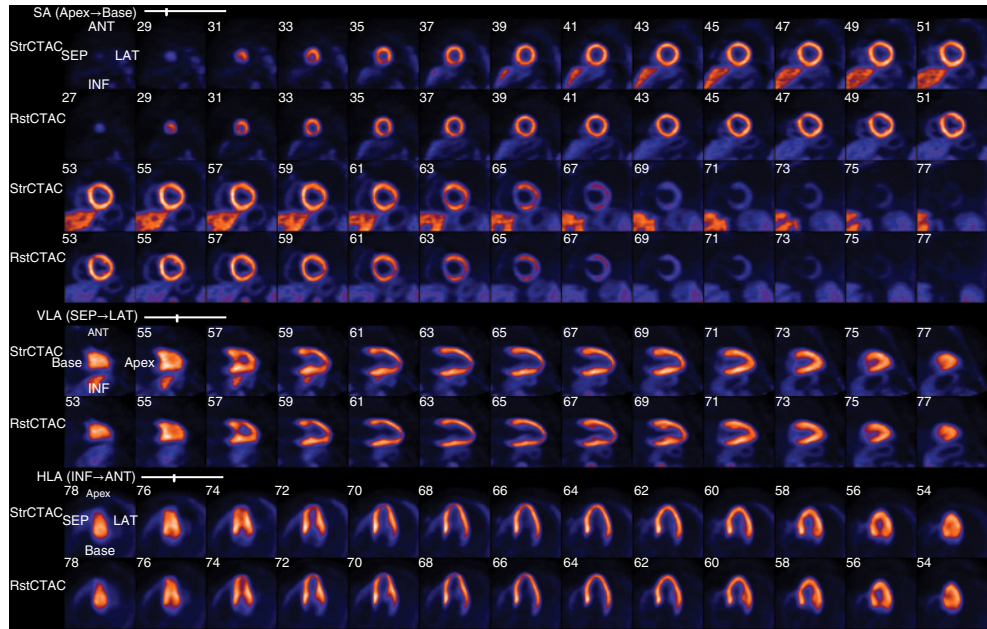 SA (Apex→Base)
ANT 29 31 33 35 37 39 41 43 45 47 49 51
StrCTAC SEP LAT
INF
27 29 31 33 35 37 39 41 43 45 47 49 51
RstCTAC
53 55 57 59 61 63 65 67 69 71 73 75 77
StrCTAC
53 55 57 59 61 63 65 67 69 71 73 75 77
RstCTAC
VLA (SEP→LAT)
ANT 55 57 59 61 63 65 67 69 71 73 75 77
StrCTAC
Base Apex
INF
53 55 57 59 61 63 65 67 69 71 73 75 77
RstCTAC
HLA (INF→ANT)
78 Apex 76 74 72 70 68 66 64 62 60 58 56 54
StrCTAC SEP LAT
Base
78 76 74 72 70 68 66 64 62 60 58 56 54
RstCTAC